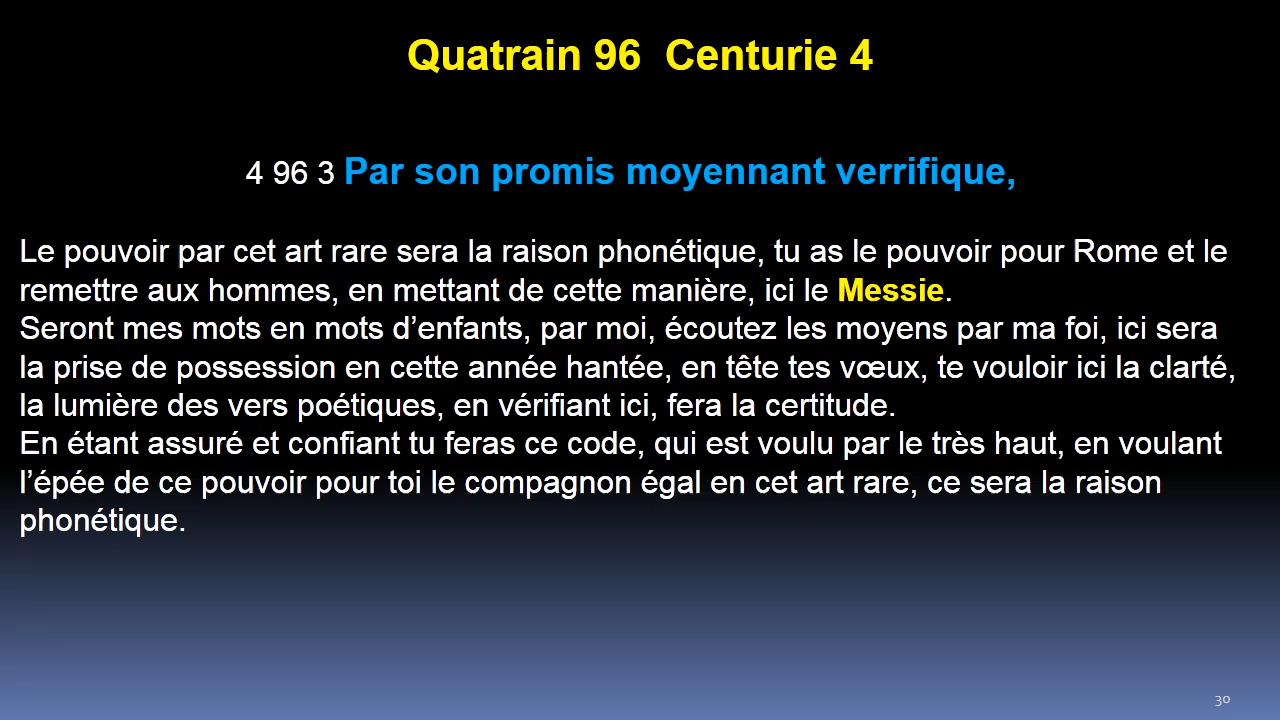 Quatrain 96  Centurie 4
4 96 3 Par son promis moyennant verrifique,
Le pouvoir par cet art rare sera la raison phonétique, tu as le pouvoir pour Rome et le
remettre aux hommes, en mettant de cette manière, ici le Messie.
Seront mes mots en mots d’enfants, par moi, écoutez les moyens par ma foi, ici sera
la prise de possession en cette année hantée, en tête tes vœux, te vouloir ici la clarté,
la lumière des vers poétiques, en vérifiant ici, fera la certitude.
En étant assuré et confiant tu feras ce code, qui est voulu par le très haut, en voulant
l’épée de ce pouvoir pour toi le compagnon égal en cet art rare, ce sera la raison
phonétique.
30